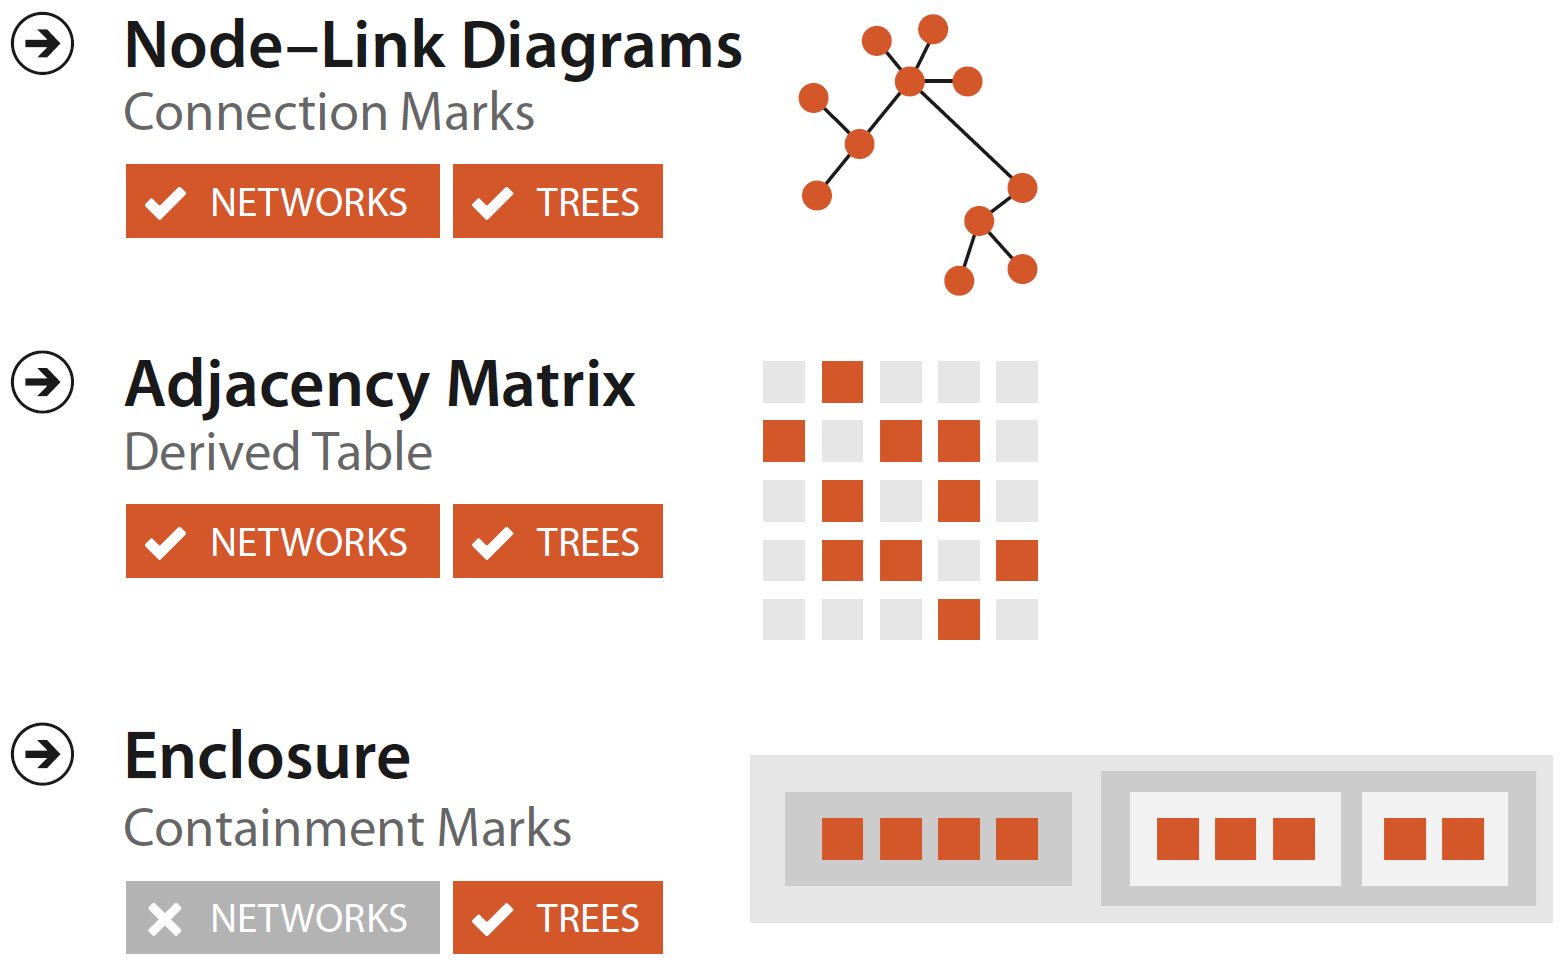 Node–Link Diagrams
Connection Marks
NETWORKS TREES
Adjacency Matrix
Derived Table
NETWORKS TREES
Enclosure
Containment Marks
NETWORKS TREES